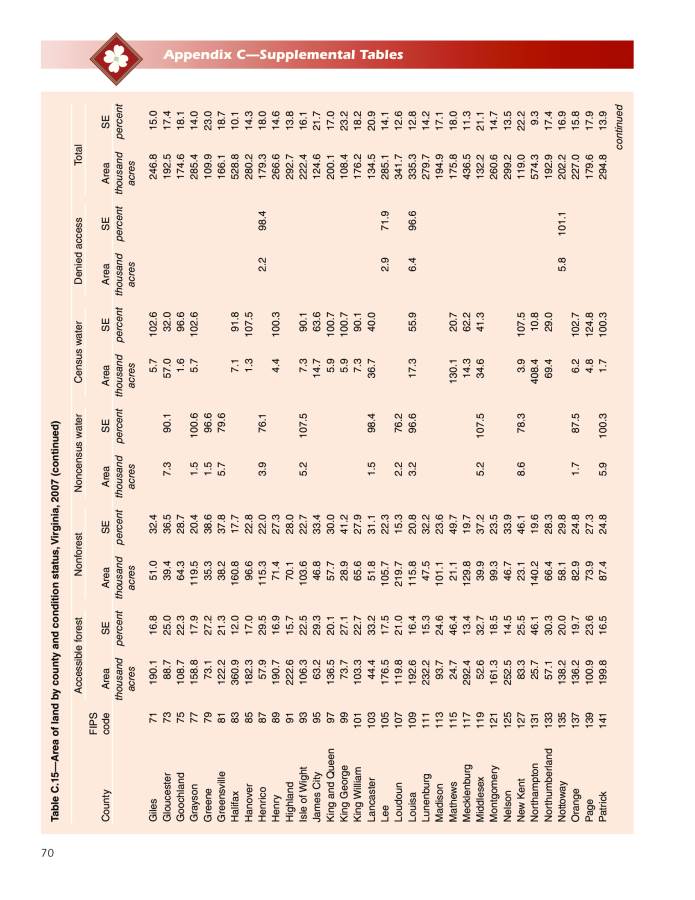 Appendix C—Supplemental Tables
Table C.15—Area of land by county and condition status, Virginia, 2007 (continued)
Accessible forest Nonforest Noncensus water Census water Denied access Total
County FIPS code Area SE Area SE Area SE Area SE Area SE Area SE
thousand acres percent thousand acres percent thousand acres percent thousand acres percent thousand acres percent thousand acres percent
Giles 71 190.1 16.8 51.0 32.4 5.7 102.6 246.8 15.0
Gloucester 73 88.7 25.0 39.4 36.5 7.3 90.1 57.0 32.0 192.5 17.4
Goochland 75 108.7 22.3 64.3 28.7 1.6 96.6 174.6 18.1
Grayson 77 158.8 17.9 119.5 20.4 1.5 100.6 5.7 102.6 285.4 14.0
Greene 79 73.1 27.2 35.3 38.6 1.5 96.6 109.9 23.0
Greensville 81 122.2 21.3 38.2 37.8 5.7 79.6 166.1 18.7
Halifax 83 360.9 12.0 160.8 17.7 7.1 91.8 528.8 10.1
Hanover 85 182.3 17.0 96.6 22.8 1.3 107.5 280.2 14.3
Henrico 87 57.9 29.5 115.3 22.0 3.9 76.1 2.2 98.4 179.3 18.0
Henry 89 190.7 16.9 71.4 27.3 4.4 100.3 266.6 14.6
Highland 91 222.6 15.7 70.1 28.0 292.7 13.8
Isle of Wight 93 106.3 22.5 103.6 22.7 5.2 107.5 7.3 90.1 222.4 16.1
James City 95 63.2 29.3 46.8 33.4 14.7 63.6 124.6 21.7
King and Queen 97 136.5 20.1 57.7 30.0 5.9 100.7 200.1 17.0
King George 99 73.7 27.1 28.9 41.2 5.9 100.7 108.4 23.2
King William 101 103.3 22.7 65.6 27.9 7.3 90.1 176.2 18.2
Lancaster 103 44.4 33.2 51.8 31.1 1.5 98.4 36.7 40.0 134.5 20.9
Lee 105 176.5 17.5 105.7 22.3 2.9 71.9 285.1 14.1
Loudoun 107 119.8 21.0 219.7 15.3 2.2 76.2 341.7 12.6
Louisa 109 192.6 16.4 115.8 20.8 3.2 96.6 17.3 55.9 6.4 96.6 335.3 12.8
Lunenburg 111 232.2 15.3 47.5 32.2 279.7 14.2
Madison 113 93.7 24.6 101.1 23.6 194.9 17.1
Mathews 115 24.7 46.4 21.1 49.7 130.1 20.7 175.8 18.0
Mecklenburg 117 292.4 13.4 129.8 19.7 14.3 62.2 436.5 11.3
Middlesex 119 52.6 32.7 39.9 37.2 5.2 107.5 34.6 41.3 132.2 21.1
Montgomery 121 161.3 18.5 99.3 23.5 260.6 14.7
Nelson 125 252.5 14.5 46.7 33.9 299.2 13.5
New Kent 127 83.3 25.5 23.1 46.1 8.6 78.3 3.9 107.5 119.0 22.2
Northampton 131 25.7 46.1 140.2 19.6 408.4 10.8 574.3 9.3
Northumberland 133 57.1 30.3 66.4 28.3 69.4 29.0 192.9 17.4
Nottoway 135 138.2 20.0 58.1 29.8 5.8 101.1 202.2 16.9
Orange 137 136.2 19.7 82.9 24.8 1.7 87.5 6.2 102.7 227.0 15.8
Page 139 100.9 23.6 73.9 27.3 4.8 124.8 179.6 17.9
Patrick 141 199.8 16.5 87.4 24.8 5.9 100.3 1.7 100.3 294.8 13.9
continued
70